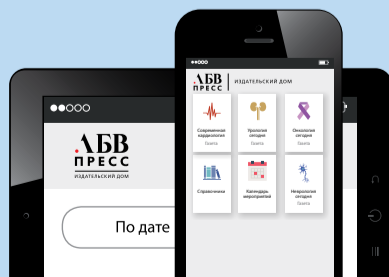 АБВ
ПРЕСС
ИЗДАТЕЛЬСКИЙ ДОМ
По дате
АБВ
ПРЕСС
ИЗДАТЕЛЬСКИЙ ДОМ
Современная
кардиология
Газета
Урология
сегодня
Газета
Онкология
сегодня
Газета
Справочники
Календарь
мероприятий
Неврология
сегодня
Газета